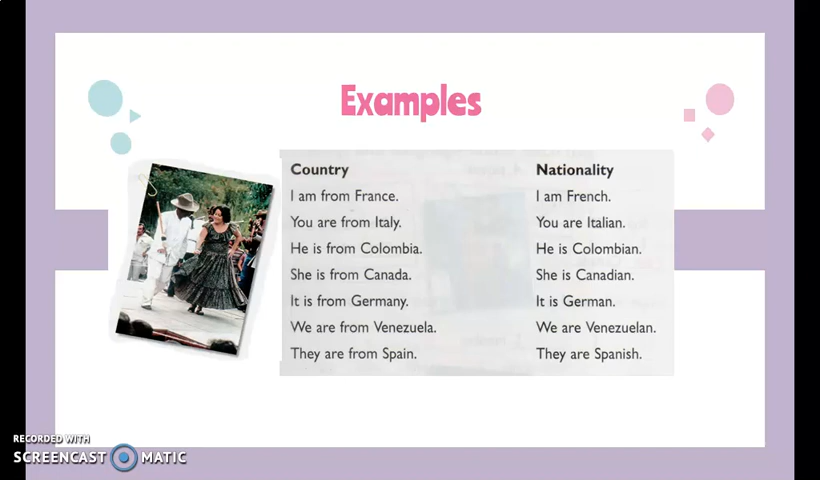 Examples
Country Nationality
I am from France. I am French.
You are from Italy. You are Italian.
He is from Colombia. He is Colombian.
She is from Canada. She is Canadian.
It is from Germany. It is German.
We are from Venezuela. We are Venezuelan.
They are from Spain. They are Spanish.
RECORDED WITH
SCREENCAST MATIC